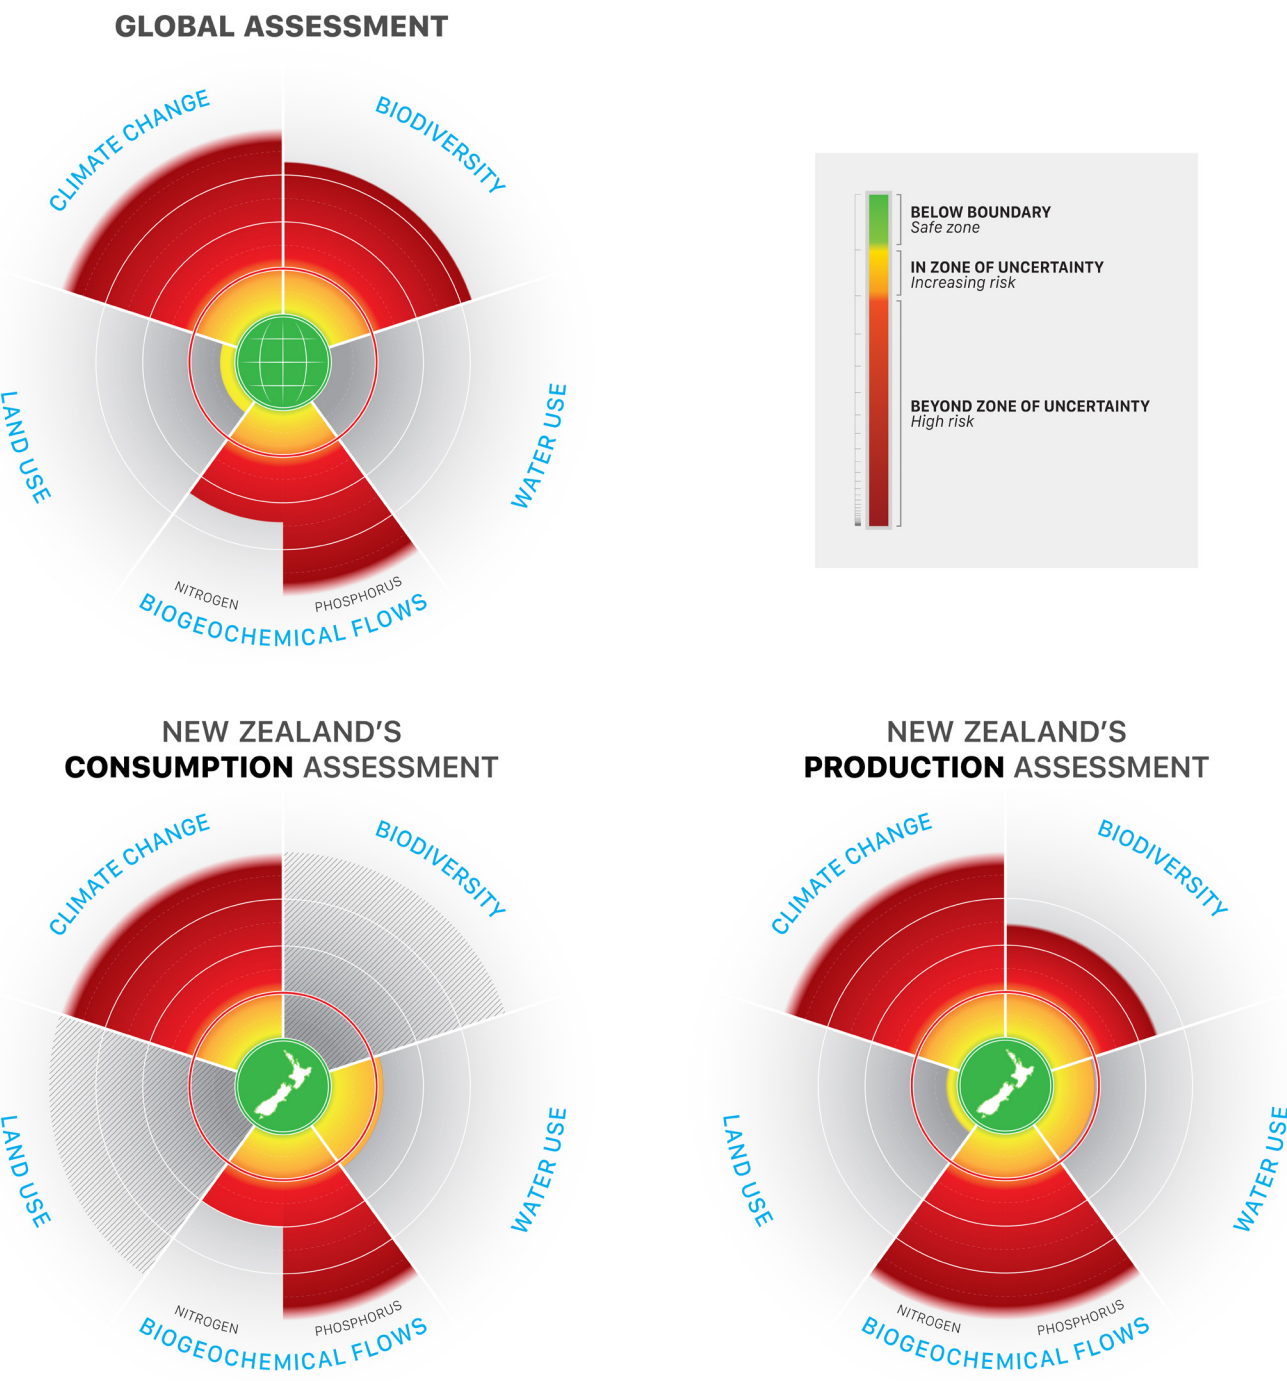 GLOBAL ASSESSMENT
CLIMATE CHANGE
BIODIVERSITY
LAND USE
WATER USE
NITROGEN
PHOSPHORUS
BIOGEOCHEMICAL FLOWS
BELOW BOUNDARY
Safe zone
IN ZONE OF UNCERTAINTY
Increasing risk
BEYOND ZONE OF UNCERTAINTY
High risk
NEW ZEALAND'S
CONSUMPTION ASSESSMENT
CLIMATE CHANGE
BIODIVERSITY
LAND USE
WATER USE
NITROGEN
PHOSPHORUS
BIOGEOCHEMICAL FLOWS
NEW ZEALAND'S
PRODUCTION ASSESSMENT
CLIMATE CHANGE
BIODIVERSITY
LAND USE
WATER USE
NITROGEN
PHOSPHORUS
BIOGEOCHEMICAL FLOWS